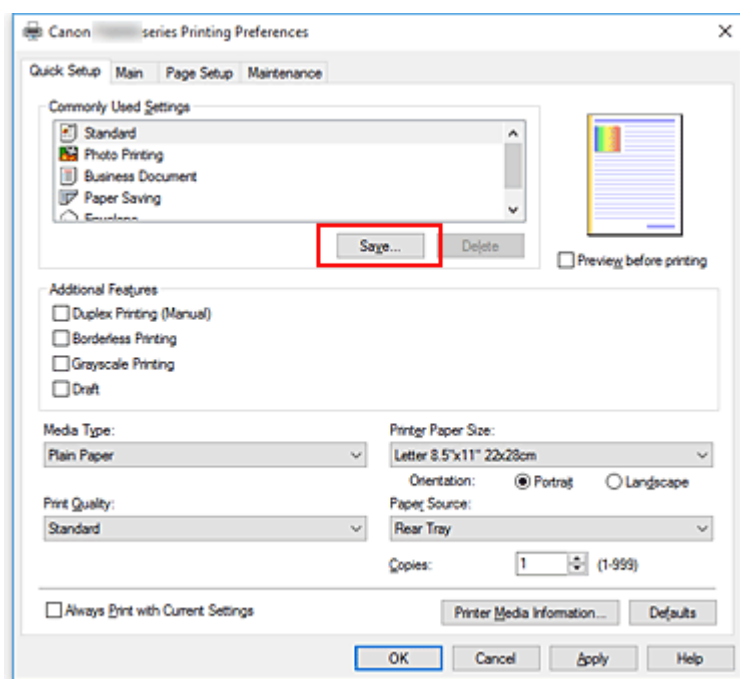 Canon series Printing Preferences
Quick Setup Main Page Setup Maintenance
Commonly Used Settings
Standard
Photo Printing
Business Document
Paper Saving
Envelope
Save... Delete
Preview before printing
Additional Features
Duplex Printing (Manual)
Borderless Printing
Grayscale Printing
Draft
Media Type:
Plain Paper
Printer Paper Size:
Letter 8.5"x11" 22x28cm
Orientation: Portrait Landscape
Print Quality:
Standard
Paper Source:
Rear Tray
Copies: 1 (1-999)
Always Print with Current Settings
Printer Media Information... Defaults
OK Cancel Apply Help